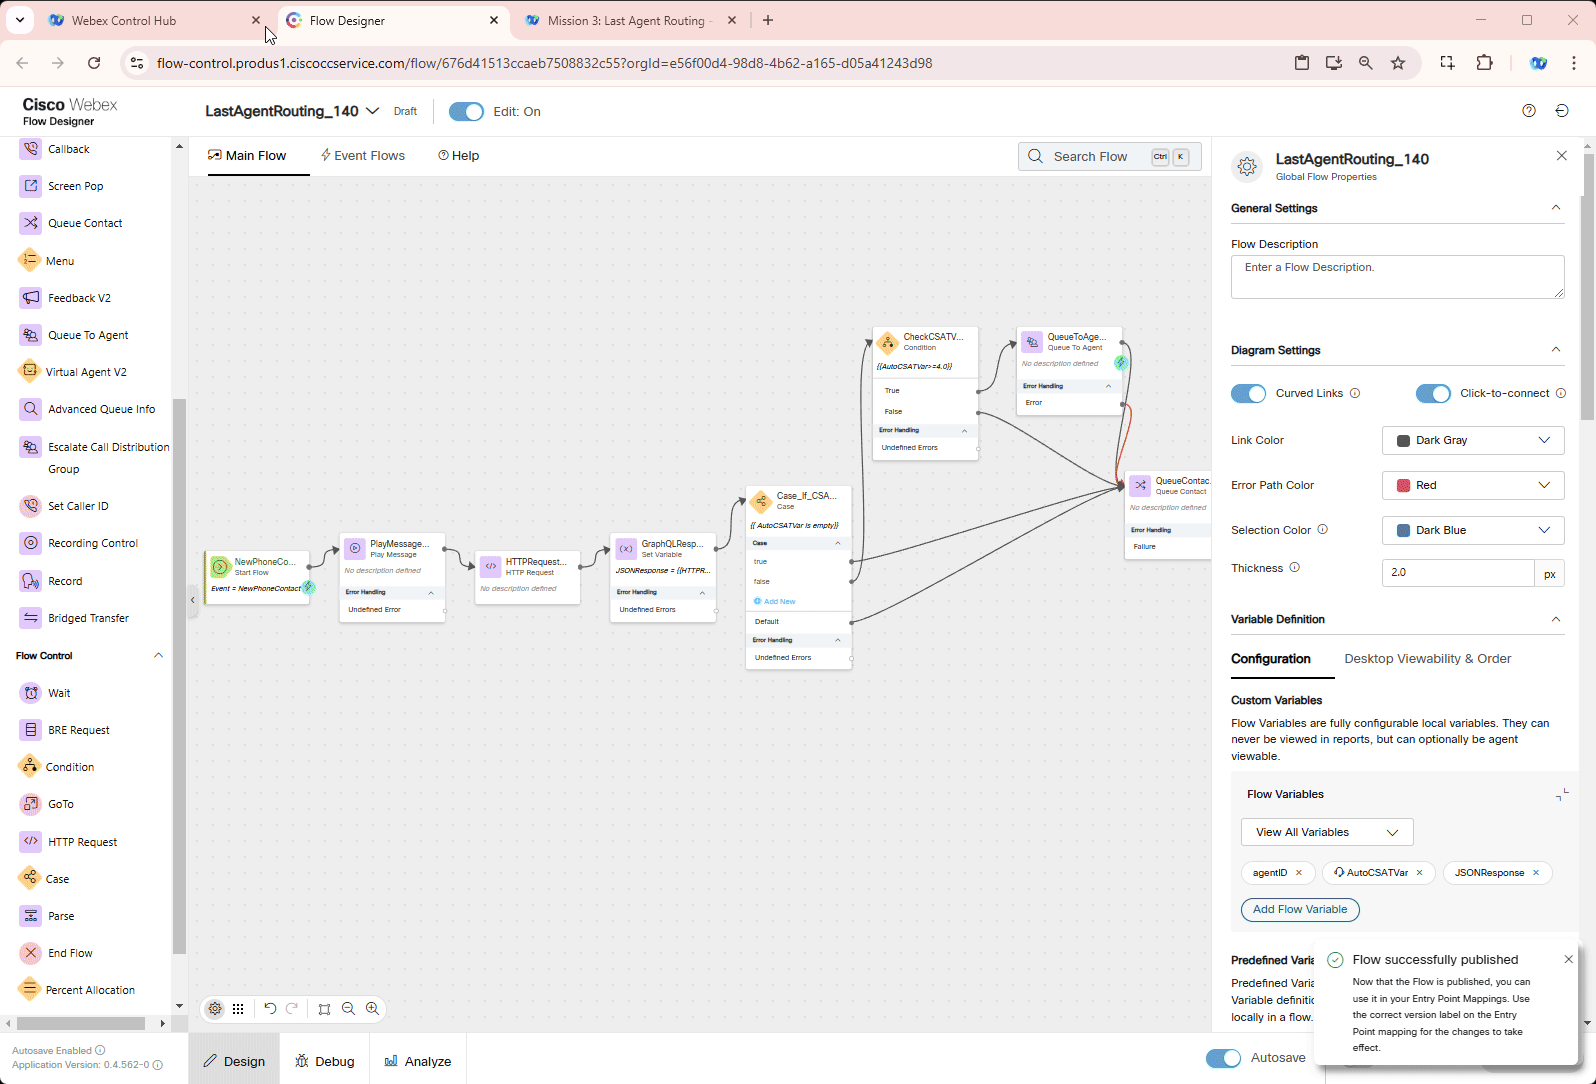 Webex Control Hub
Flow Designer
Mission 3: Last Agent Routing -
flow-control.produs1.ciscoccservice.com/flow/676d41513ccaeb7508832c55?orgId=e56f00d4-98d8-4b62-a165-d05a41243d98
Cisco Webex
Flow Designer
LastAgentRouting_140
Draft
Edit: On
Callback
Screen Pop
Queue Contact
Menu
Feedback V2
Queue To Agent
Virtual Agent V2
Advanced Queue Info
Escalate Call Distribution
Group
Set Caller ID
Recording Control
Record
Bridged Transfer
Flow Control
Wait
BRE Request
Condition
GoTo
HTTP Request
Case
Parse
End Flow
Percent Allocation
Autosave Enabled
Application Version: 0.4.562-0
Main Flow
Event Flows
Help
Search Flow
Ctrl
K
NewPhoneCo...
Start Flow
Event = NewPhoneContact
PlayMessage...
Play Message
No description defined
Error Handling
Undefined Error
HTTPRequest...
HTTP Request
No description defined
GraphQLResp...
Set Variable
JSONResponse = {{HTTPR...
Error Handling
Undefined Errors
Case_If_CSA...
Case
{{ AutoCSATVar is empty}}
Case
true
false
Add New
Default
Error Handling
Undefined Errors
CheckCSATV...
Condition
{{AutoCSATVar>=4.0}}
True
False
Error Handling
Undefined Errors
QueueToAge...
Queue To Agent
No description defined
Error Handling
Error
QueueContac.
Queue Contact
No description defined
Error Handling
Failure
Design
Debug
Analyze
Autosave
LastAgentRouting_140
Global Flow Properties
General Settings
Flow Description
Enter a Flow Description.
Diagram Settings
Curved Links
Click-to-connect
Link Color
Dark Gray
Error Path Color
Red
Selection Color
Dark Blue
Thickness
2.0
px
Variable Definition
Configuration
Desktop Viewability & Order
Custom Variables
Flow Variables are fully configurable local variables. They can
never be viewed in reports, but can optionally be agent
viewable.
Flow Variables
View All Variables
agentID
AutoCSATVar
JSONResponse
Add Flow Variable
Predefined Varia
Predefined Varia
Variable definitio
locally in a flow.
Flow successfully published
Now that the Flow is published, you can
use it in your Entry Point Mappings. Use
the correct version label on the Entry
Point mapping for the changes to take
effect.